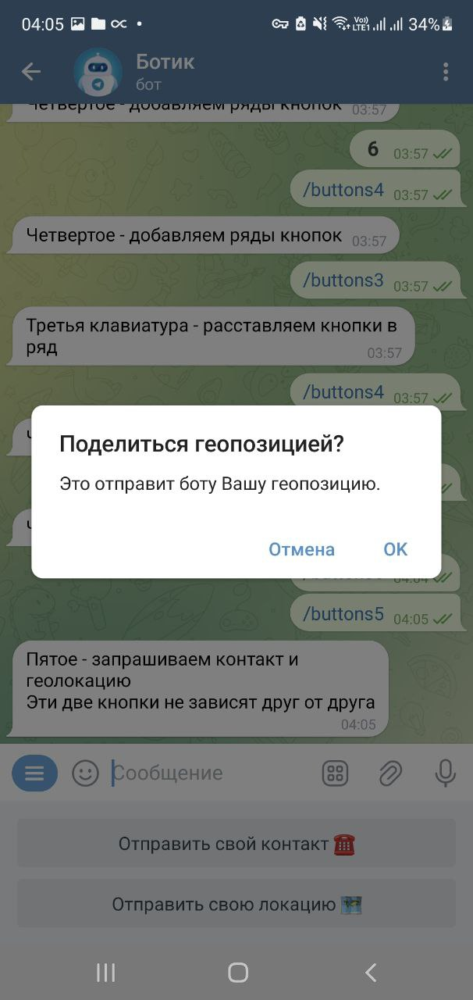 04:05
Vo))
LTE1
34%
Ботик
бот
Четвертое - добавляем ряды кнопок 03:57
6 03:57
/buttons4 03:57
Четвертое - добавляем ряды кнопок 03:57
/buttons3 03:57
Третья клавиатура - расставляем кнопки в
ряд 03:57
/buttons4 03:57
Поделиться геопозицией?
Это отправит боту Вашу геопозицию.
Отмена OK
04:04
/buttons5 04:05
Пятое - запрашиваем контакт и
геолокацию
Эти две кнопки не зависят друг от друга
04:05
Сообщение
Отправить свой контакт ☎️
Отправить свою локацию 🗺️